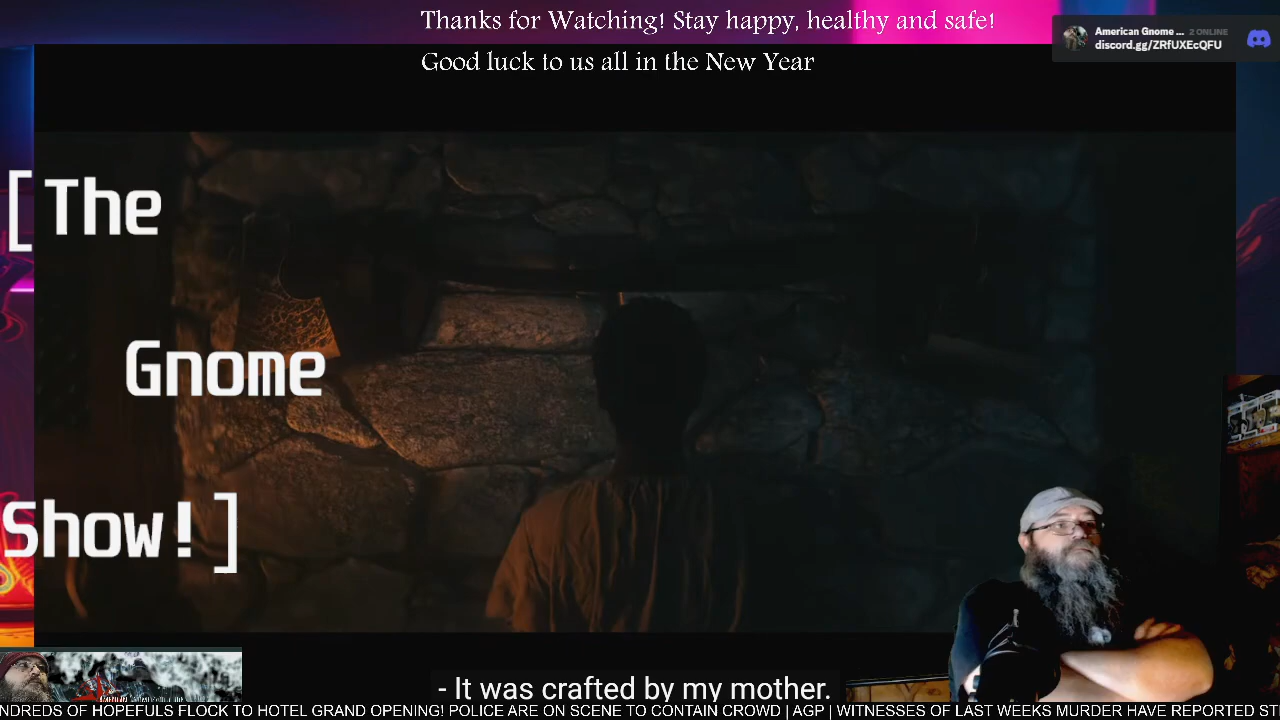 Thanks for Watching! Stay happy, healthy and safe!
Good luck to us all in the New Year
American Gnome ... 2 ONLINE
discord.gg/ZRfUXEcQFU
[The
Gnome
Show!]
- It was crafted by my mother.
NDREDS OF HOPEFULS FLOCK TO HOTEL GRAND OPENING! POLICE ARE ON SCENE TO CONTAIN CROWD | AGP | WITNESSES OF LAST WEEKS MURDER HAVE REPORTED ST